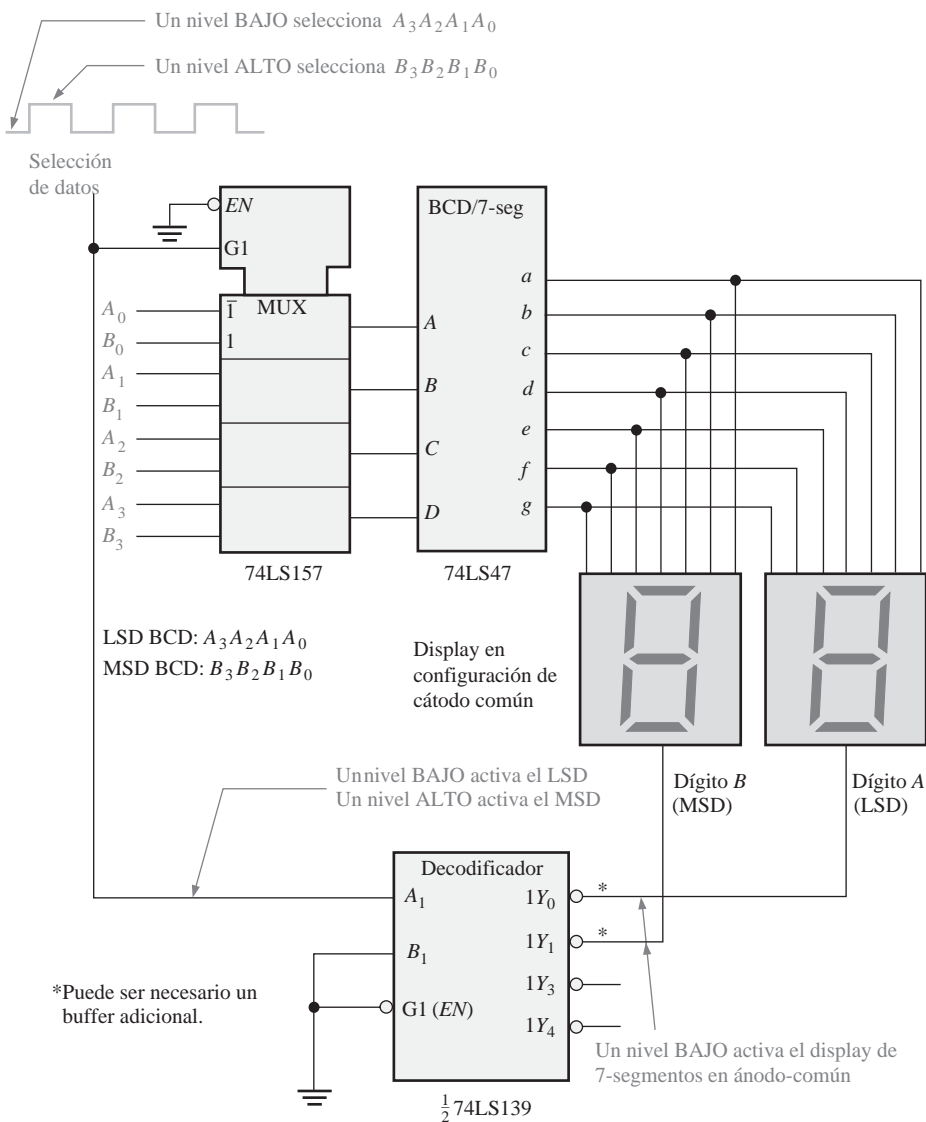 Un nivel BAJO selecciona A₃A₂A₁A₀
Un nivel ALTO selecciona B₃B₂B₁B₀
Selección
de datos
EN
G1
MUX
1̅
1
A₀
B₀
A₁
B₁
A₂
B₂
A₃
B₃
74LS157
BCD/7-seg
A
B
C
D
a
b
c
d
e
f
g
74LS47
LSD BCD: A₃A₂A₁A₀
MSD BCD: B₃B₂B₁B₀
Display en
configuración de
cátodo común
Dígito B
(MSD)
Dígito A
(LSD)
Un nivel BAJO activa el LSD
Un nivel ALTO activa el MSD
Decodificador
A₁
B₁
G1 (EN)
1Y₀
1Y₁
1Y₃
1Y₄
*
*
*Puede ser necesario un
buffer adicional.
Un nivel BAJO activa el display de
7-segmentos en ánodo-común
½ 74LS139